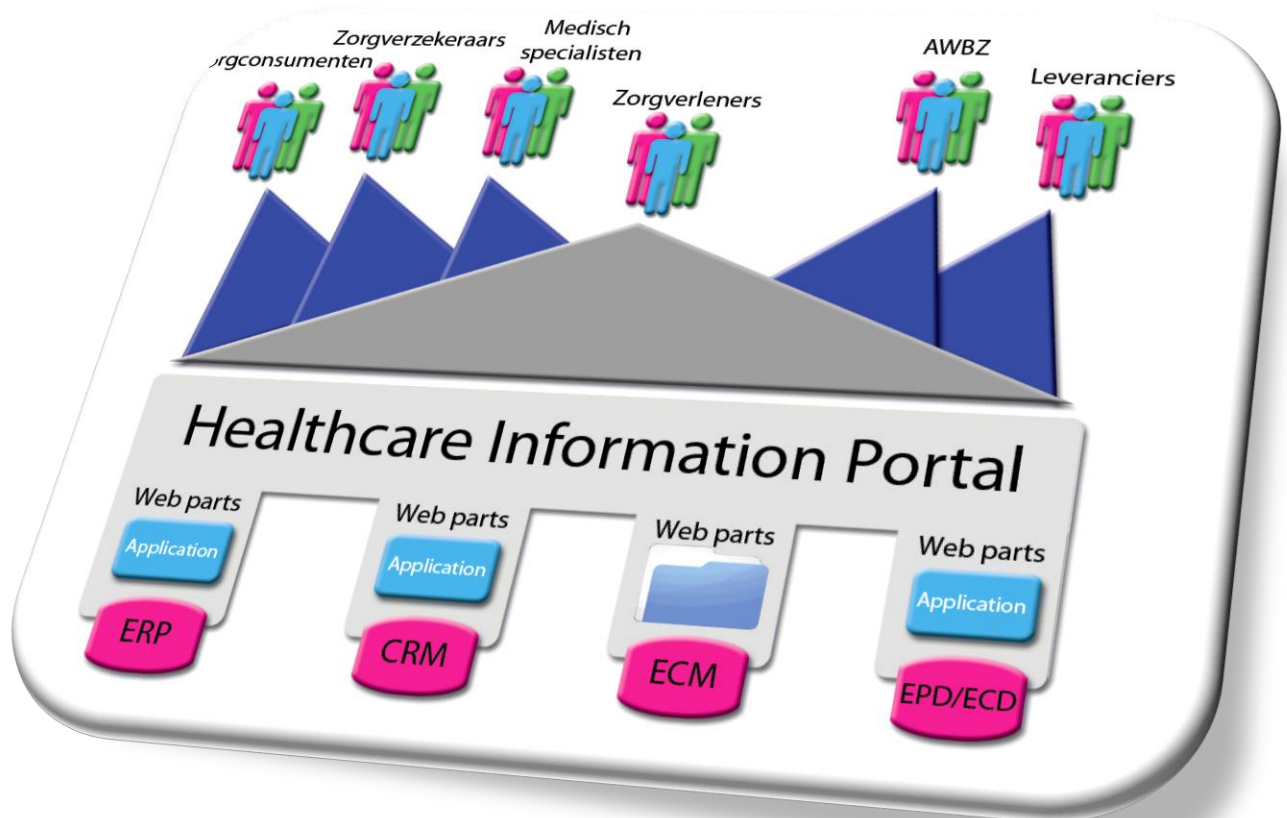 orgconsumenten
Zorgverzekeraars
Medisch
specialisten
Zorgverleners
AWBZ
Leveranciers
Healthcare Information Portal
Web parts
Application
ERP
Web parts
Application
CRM
Web parts
ECM
Web parts
Application
EPD/ECD